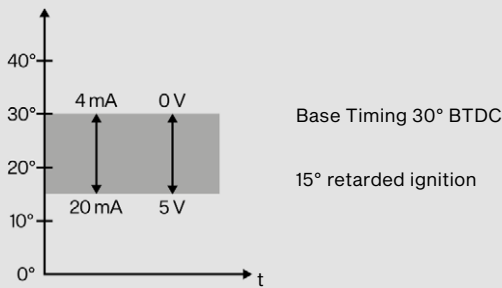 40°
4 mA 0 V
30°
Base Timing 30° BTDC
20°
15° retarded ignition
20 mA 5 V
10°
0°
t